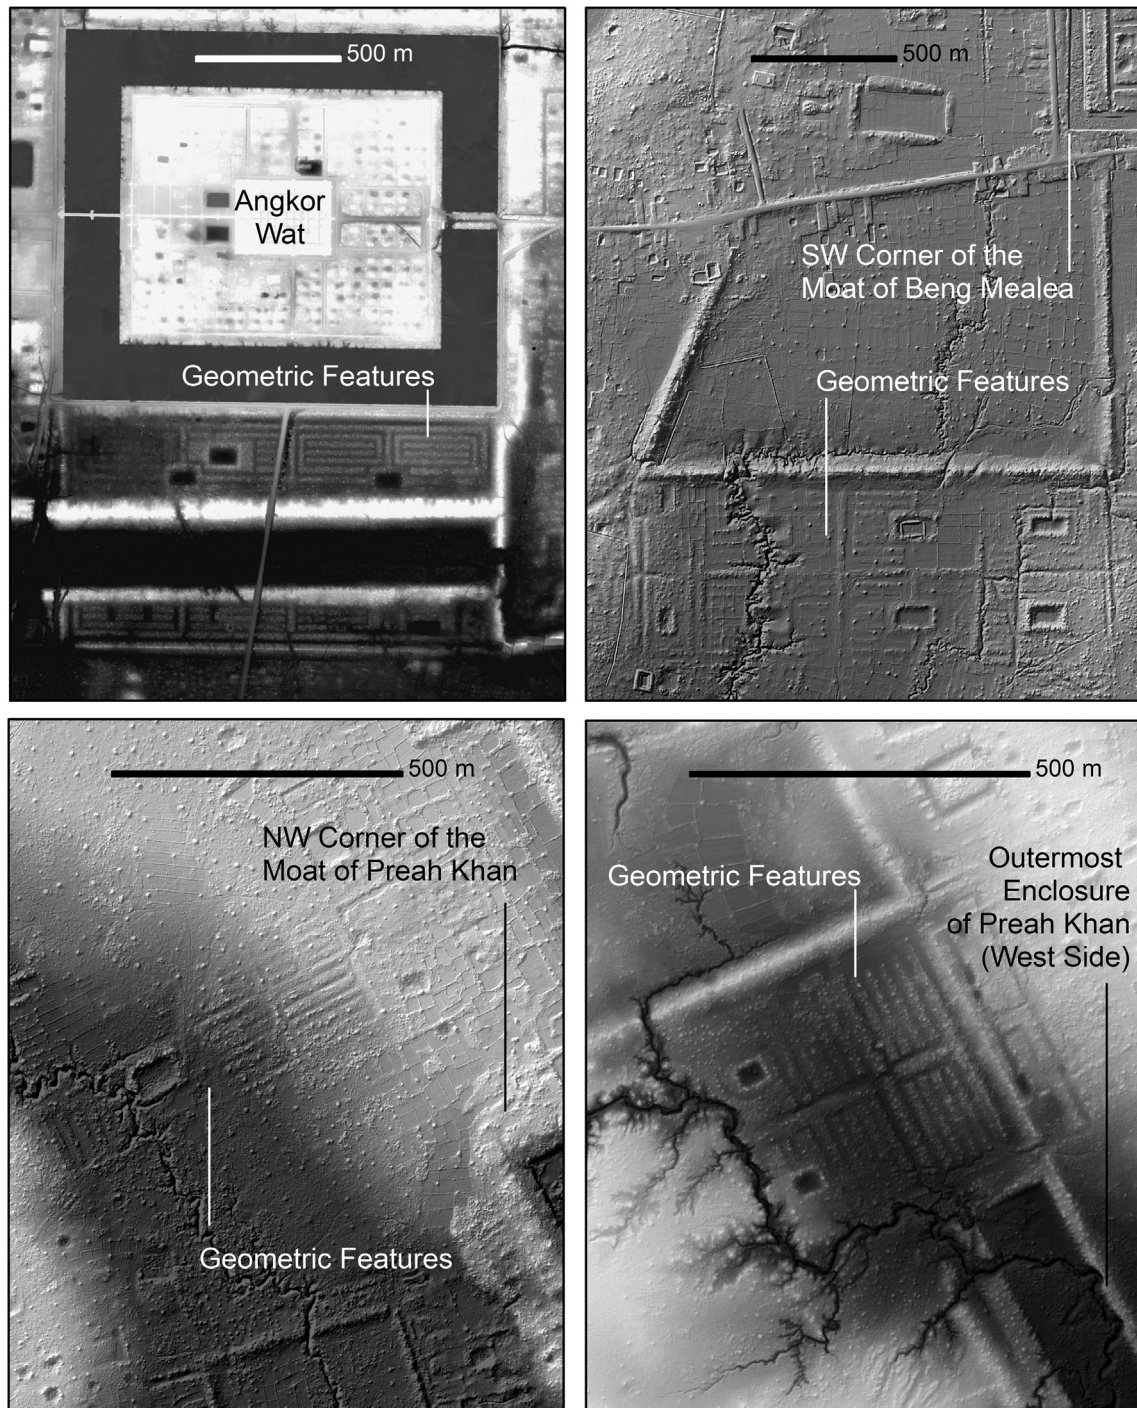 500 m
Angkor
Wat
Geometric Features
500 m
SW Corner of the
Moat of Beng Mealea
Geometric Features
500 m
NW Corner of the
Moat of Preah Khan
Geometric Features
500 m
Geometric Features
Outermost
Enclosure
of Preah Khan
(West Side)